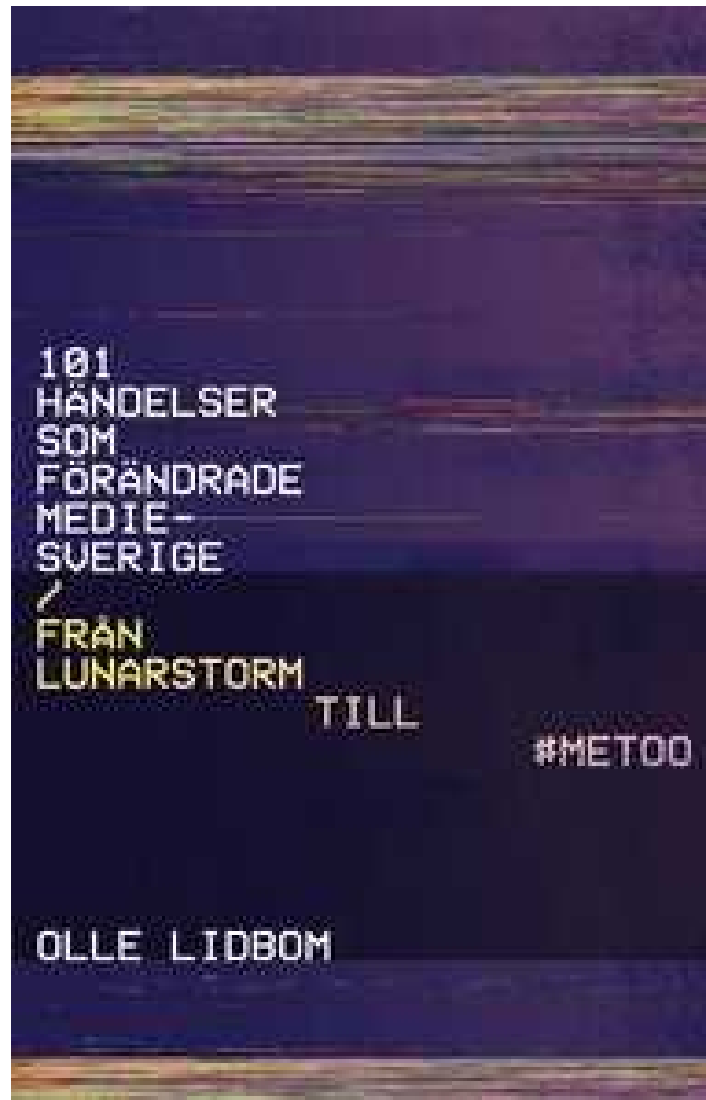 101
HÄNDELSER
SOM
FÖRÄNDRADE
MEDIE-
SVERIGE
/
FRÅN
LUNARSTORM
TILL
#METOO
OLLE LIDBOM